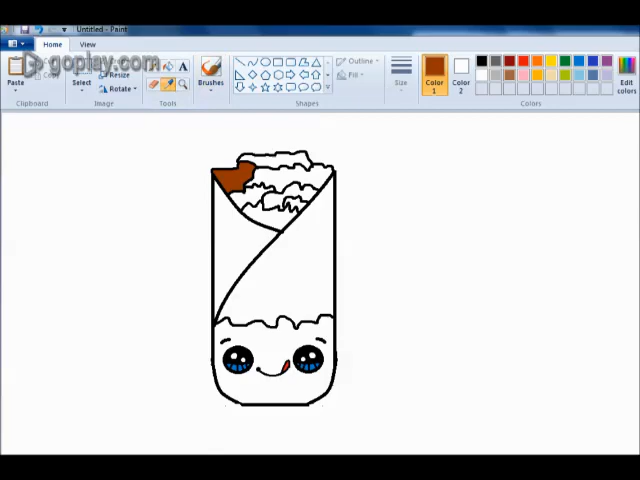 Untitled - Paint
Home View
goplay.com
Paste
Select
Resize
Rotate
A
Brushes
Outline
Fill
Size
Color 1
Color 2
Edit colors
Clipboard
Image
Tools
Shapes
Colors